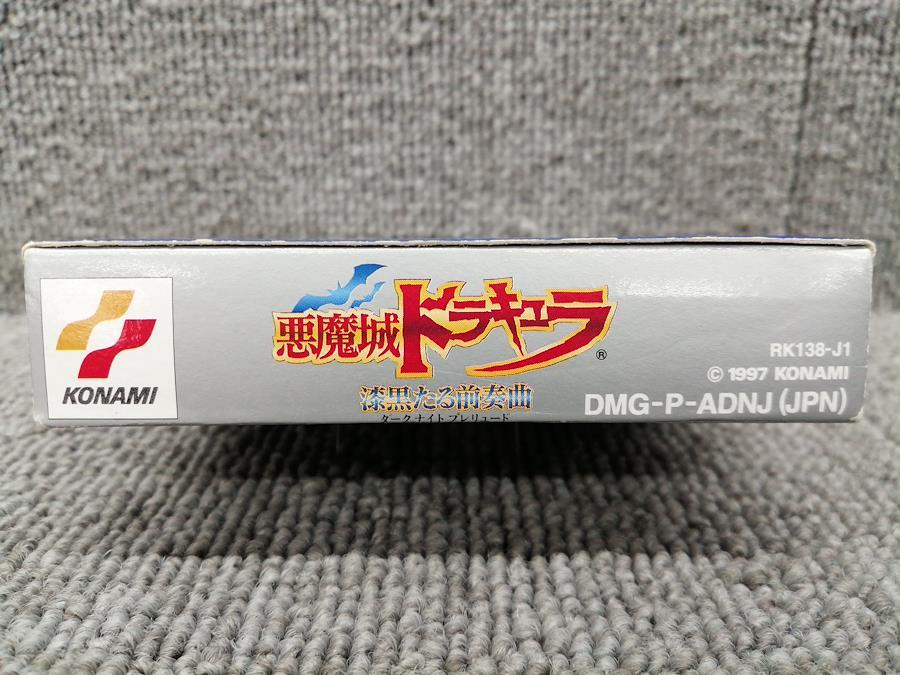 KONAMI
悪魔城ドラキュラ®
漆黒たる前奏曲
ダークナイトプレリュード
RK138-J1
© 1997 KONAMI
DMG-P-ADNJ (JPN)